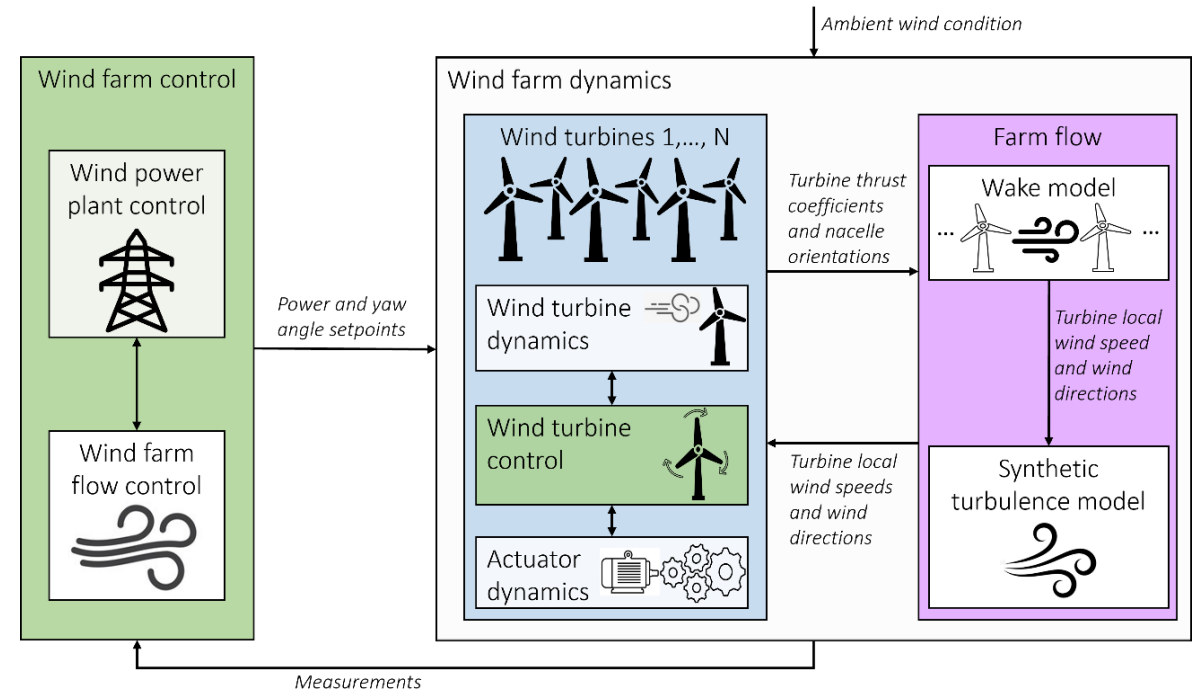 Ambient wind condition
Wind farm control
Wind power
plant control
Wind farm
flow control
Power and yaw
angle setpoints
Wind farm dynamics
Wind turbines 1,..., N
Wind turbine
dynamics
Wind turbine
control
Actuator
dynamics
Turbine thrust
coefficients
and nacelle
orientations
Turbine local
wind speeds
and wind
directions
Farm flow
Wake model
... ...
Turbine local
wind speed
and wind
directions
Synthetic
turbulence model
Measurements